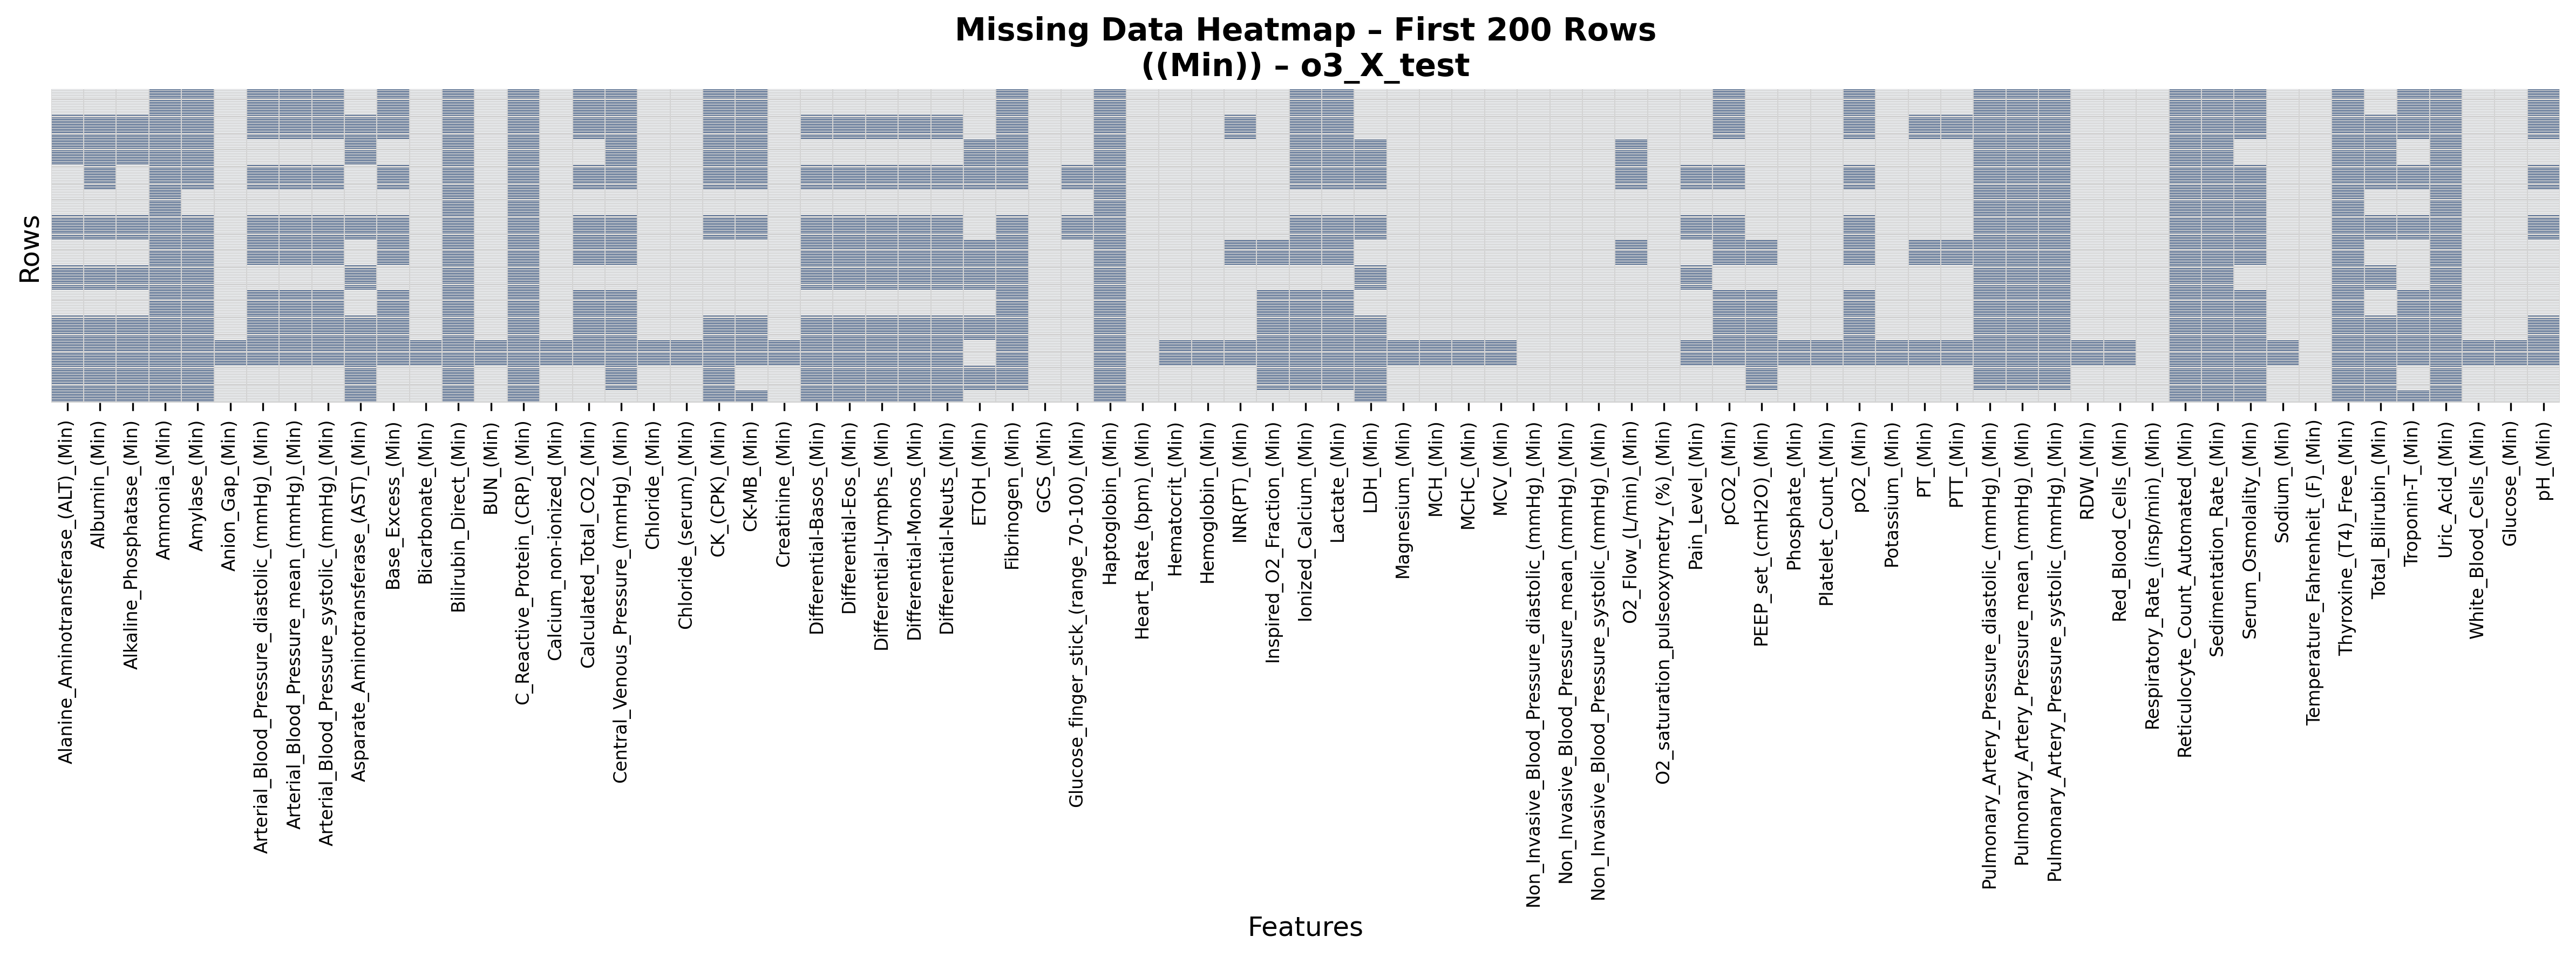 Missing Data Heatmap – First 200 Rows
((Min)) – o3_X_test
Rows
Alanine_Aminotransferase_(ALT)_(Min)
Albumin_(Min)
Alkaline_Phosphatase_(Min)
Ammonia_(Min)
Amylase_(Min)
Anion_Gap_(Min)
Arterial_Blood_Pressure_diastolic_(mmHg)_(Min)
Arterial_Blood_Pressure_mean_(mmHg)_(Min)
Arterial_Blood_Pressure_systolic_(mmHg)_(Min)
Asparate_Aminotransferase_(AST)_(Min)
Base_Excess_(Min)
Bicarbonate_(Min)
Bilirubin_Direct_(Min)
BUN_(Min)
C_Reactive_Protein_(CRP)_(Min)
Calcium_non-ionized_(Min)
Calculated_Total_CO2_(Min)
Central_Venous_Pressure_(mmHg)_(Min)
Chloride_(Min)
Chloride_(serum)_(Min)
CK_(CPK)_(Min)
CK-MB_(Min)
Creatinine_(Min)
Differential-Basos_(Min)
Differential-Eos_(Min)
Differential-Lymphs_(Min)
Differential-Monos_(Min)
Differential-Neuts_(Min)
ETOH_(Min)
Fibrinogen_(Min)
GCS_(Min)
Glucose_finger_stick_(range_70-100)_(Min)
Haptoglobin_(Min)
Heart_Rate_(bpm)_(Min)
Hematocrit_(Min)
Hemoglobin_(Min)
INR(PT)_(Min)
Inspired_O2_Fraction_(Min)
Ionized_Calcium_(Min)
Lactate_(Min)
LDH_(Min)
Magnesium_(Min)
MCH_(Min)
MCHC_(Min)
MCV_(Min)
Non_Invasive_Blood_Pressure_diastolic_(mmHg)_(Min)
Non_Invasive_Blood_Pressure_mean_(mmHg)_(Min)
Non_Invasive_Blood_Pressure_systolic_(mmHg)_(Min)
O2_Flow_(L/min)_(Min)
O2_saturation_pulseoxymetry_(%)_(Min)
Pain_Level_(Min)
pCO2_(Min)
PEEP_set_(cmH2O)_(Min)
Phosphate_(Min)
Platelet_Count_(Min)
pO2_(Min)
Potassium_(Min)
PT_(Min)
PTT_(Min)
Pulmonary_Artery_Pressure_diastolic_(mmHg)_(Min)
Pulmonary_Artery_Pressure_mean_(mmHg)_(Min)
Pulmonary_Artery_Pressure_systolic_(mmHg)_(Min)
RDW_(Min)
Red_Blood_Cells_(Min)
Respiratory_Rate_(insp/min)_(Min)
Reticulocyte_Count_Automated_(Min)
Sedimentation_Rate_(Min)
Serum_Osmolality_(Min)
Sodium_(Min)
Temperature_Fahrenheit_(F)_(Min)
Thyroxine_(T4)_Free_(Min)
Total_Bilirubin_(Min)
Troponin-T_(Min)
Uric_Acid_(Min)
White_Blood_Cells_(Min)
Glucose_(Min)
pH_(Min)
Features